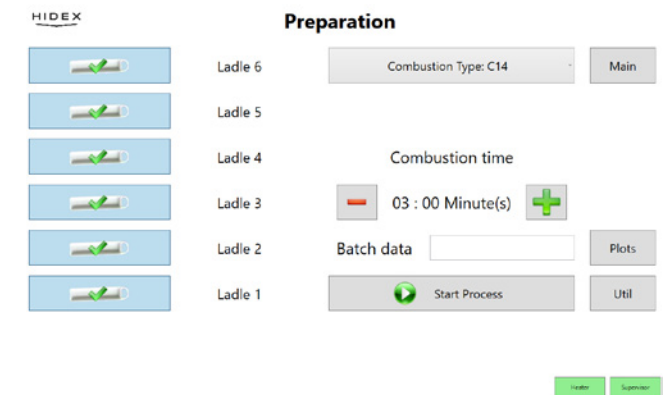 HIDEX
Preparation
Ladle 6
Combustion Type: C14
Main
Ladle 5
Ladle 4
Combustion time
Ladle 3
03 : 00 Minute(s)
Ladle 2
Batch data
Plots
Ladle 1
Start Process
Util
Heater
Supervisor